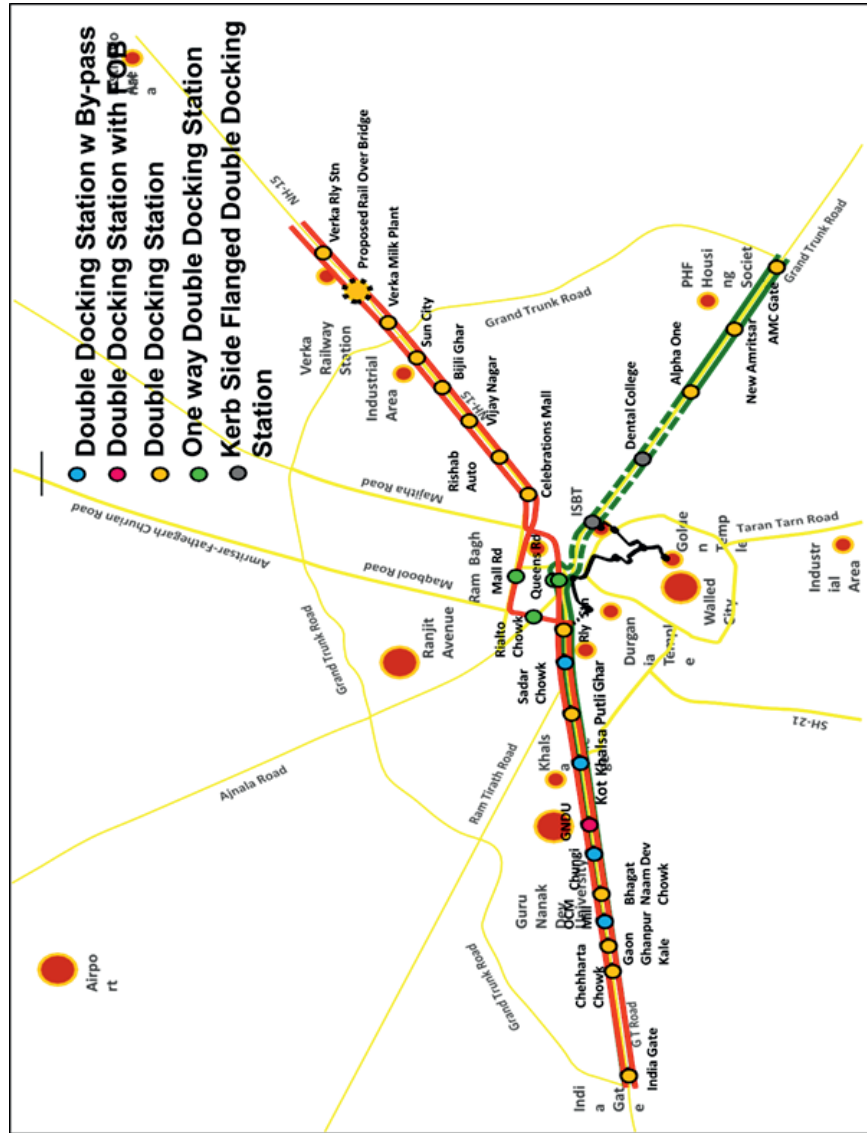 Double Docking Station w By-pass
Double Docking Station with FOB
Double Docking Station
One way Double Docking Station
Kerb Side Flanged Double Docking
Station
a
NH-15
Verka Rly Stn
Proposed Rail Over Bridge
Verka Milk Plant
Sun City
Bijli Ghar
NH-15
Vijay Nagar
Rishab
Auto
Celebrations Mall
Verka
Railway
Station
Industrial
Area
Grand Trunk Road
PHF
Housi
ng
Societ
Grand Trunk Road
AMC Gate
New Amritsar
Alpha One
Dental College
ISBT
Majitha Road
Amritsar-Fathegarh Churian Road
Maqbool Road
Ram Bagh
Mall Rd
Queens Rd
Golde
n
Temp
le
Taran Tarn Road
Industr
ial
Area
Walled
City
Durgan
ia
Templ
e
Rly Stn
Rialto
Chowk
Sadar
Chowk
Ranjit
Avenue
Grand Trunk Road
Ajnala Road
Ram Tirath Road
SH-21
Putli Ghar
Kot Khalsa
Khals
a
GNDU
Guru
Nanak
Dev
University
Chungi
OCM
Mill
Bhagat
Naam Dev
Chowk
Gaon
Ghanpur
Kale
Chehharta
Chowk
Grand Trunk Road
G T Road
India Gate
Indi
a
Gat
e
Airpo
rt